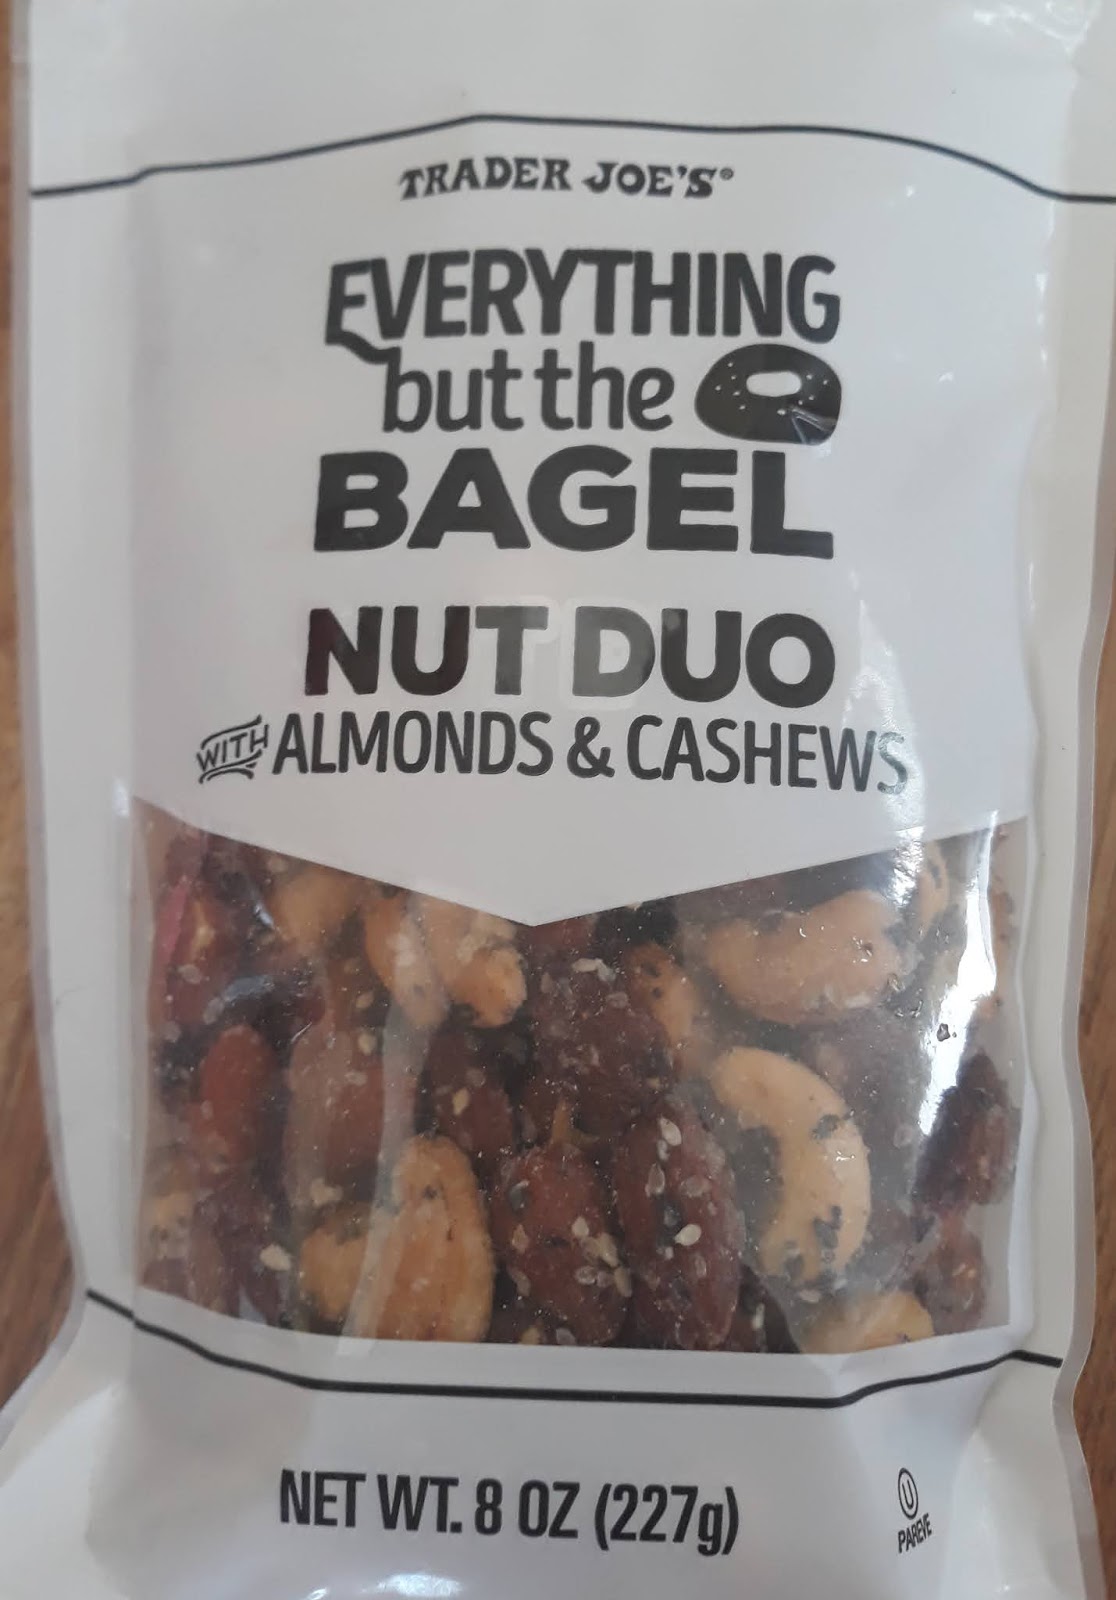 TRADER JOE'S®
EVERYTHING
but the
BAGEL
NUT DUO
WITH ALMONDS & CASHEWS
NET WT. 8 OZ (227g)
U
PAREVE